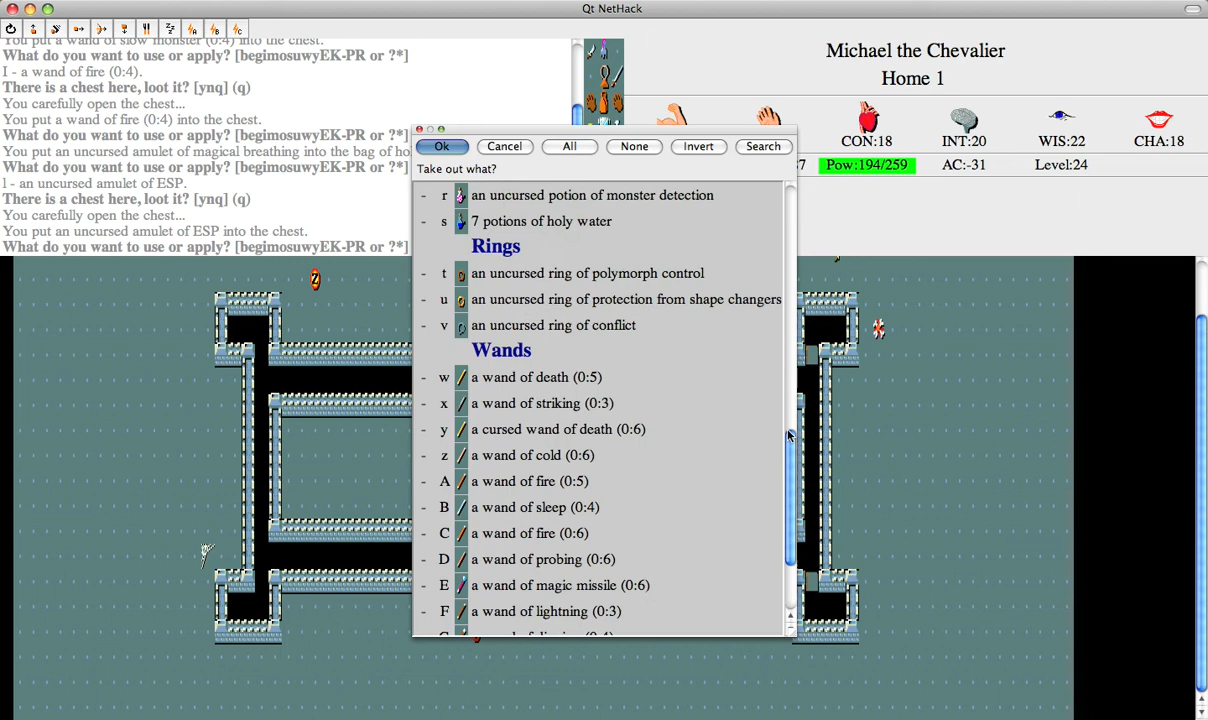 Qt NetHack
You put a wand of slow monster (0:4) into the chest.
What do you want to use or apply? [begimosuwyEK-PR or ?*]
I - a wand of fire (0:4).
There is a chest here, loot it? [ynq] (q)
You carefully open the chest...
You put a wand of fire (0:4) into the chest.
What do you want to use or apply? [begimosuwyEK-PR or ?*]
You put an uncursed amulet of magical breathing into the bag of ho
What do you want to use or apply? [begimosuwyEK-PR or ?*]
l - an uncursed amulet of ESP.
There is a chest here, loot it? [ynq] (q)
You carefully open the chest...
You put an uncursed amulet of ESP into the chest.
What do you want to use or apply? [begimosuwyEK-PR or ?*]
Michael the Chevalier
Home 1
CON:18 INT:20 WIS:22 CHA:18
7 Pow:194/259 AC:-31 Level:24
Ok Cancel All None Invert Search
Take out what?
- r an uncursed potion of monster detection
- s 7 potions of holy water
Rings
- t an uncursed ring of polymorph control
- u an uncursed ring of protection from shape changers
- v an uncursed ring of conflict
Wands
- w a wand of death (0:5)
- x a wand of striking (0:3)
- y a cursed wand of death (0:6)
- z a wand of cold (0:6)
- A a wand of fire (0:5)
- B a wand of sleep (0:4)
- C a wand of fire (0:6)
- D a wand of probing (0:6)
- E a wand of magic missile (0:6)
- F a wand of lightning (0:3)